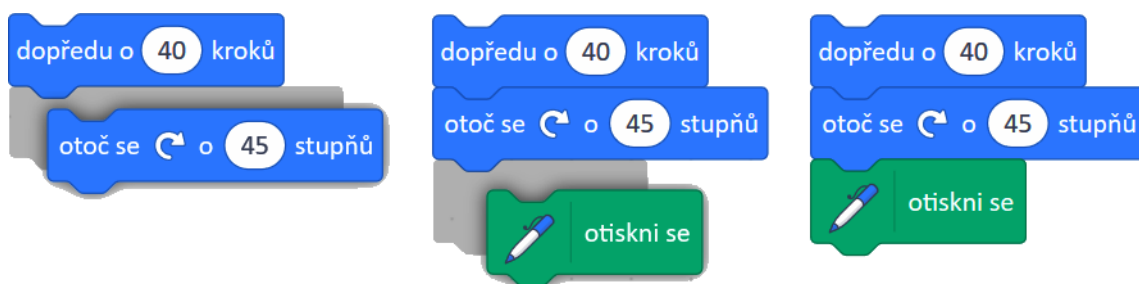 dopředu o 40 kroků
otoč se o 45 stupňů
dopředu o 40 kroků
otoč se o 45 stupňů
otiskni se
dopředu o 40 kroků
otoč se o 45 stupňů
otiskni se